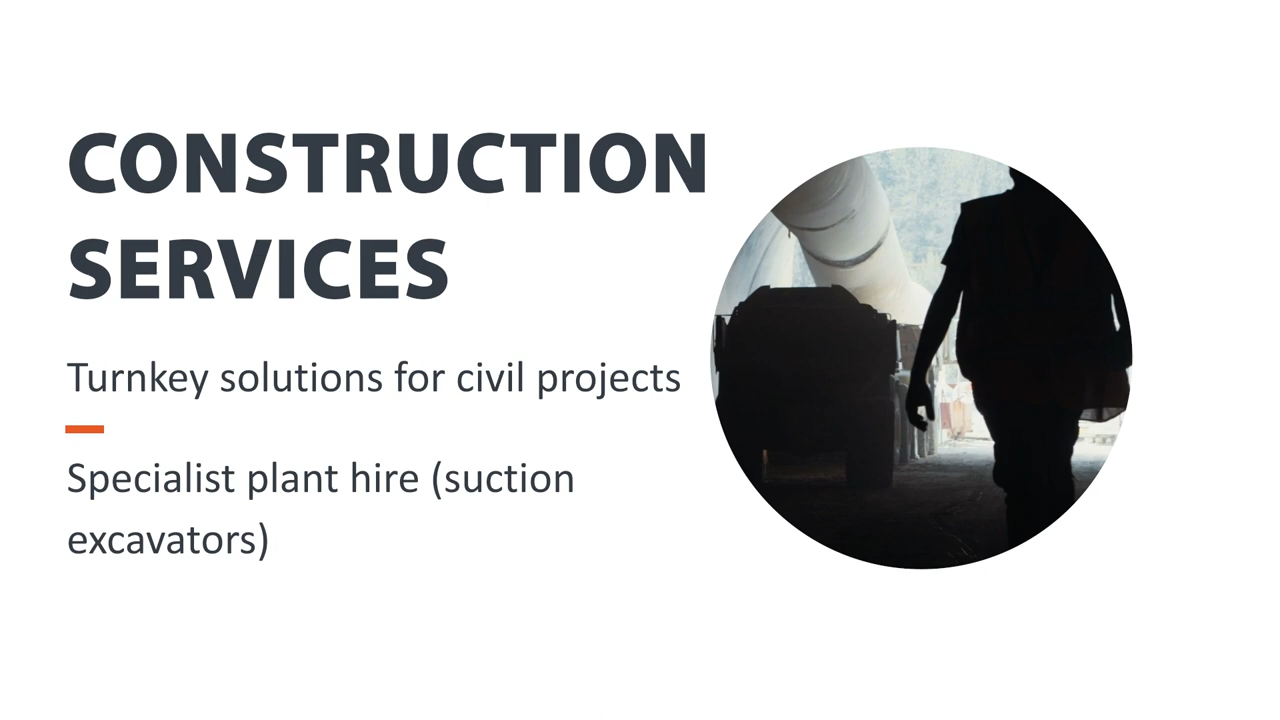 CONSTRUCTION
SERVICES
Turnkey solutions for civil projects
Specialist plant hire (suction
excavators)